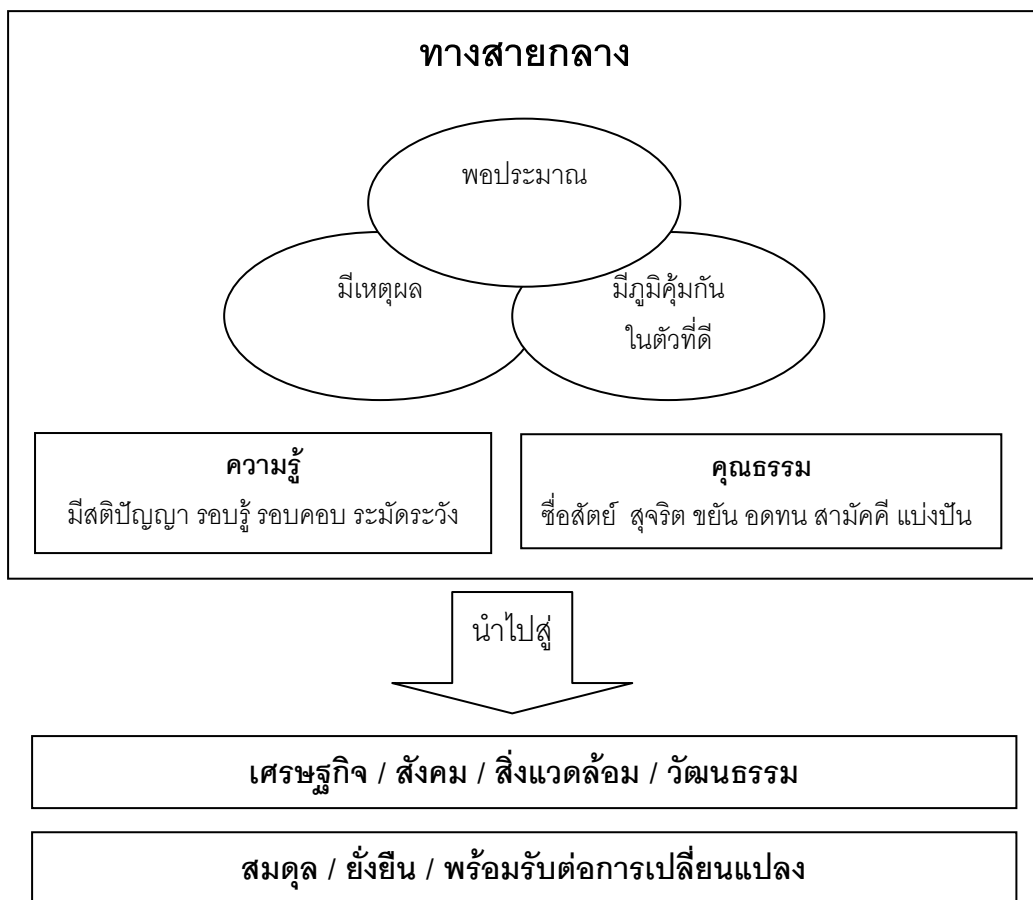 ทางสายกลาง
พอประมาณ
มีเหตุผล
มีภูมิคุ้มกัน
ในตัวที่ดี
ความรู้
มีสติปัญญา รอบรู้ รอบคอบ ระมัดระวัง
คุณธรรม
ซื่อสัตย์ สุจริต ขยัน อดทน สามัคคี แบ่งปัน
นำไปสู่
เศรษฐกิจ / สังคม / สิ่งแวดล้อม / วัฒนธรรม
สมดุล / ยั่งยืน / พร้อมรับต่อการเปลี่ยนแปลง